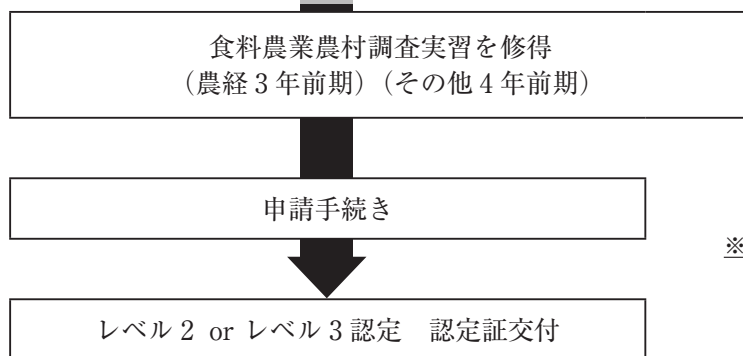 食料農業農村調査実習を修得
（農経３年前期）（その他４年前期）
申請手続き
※
レベル２ or レベル３認定　認定証交付